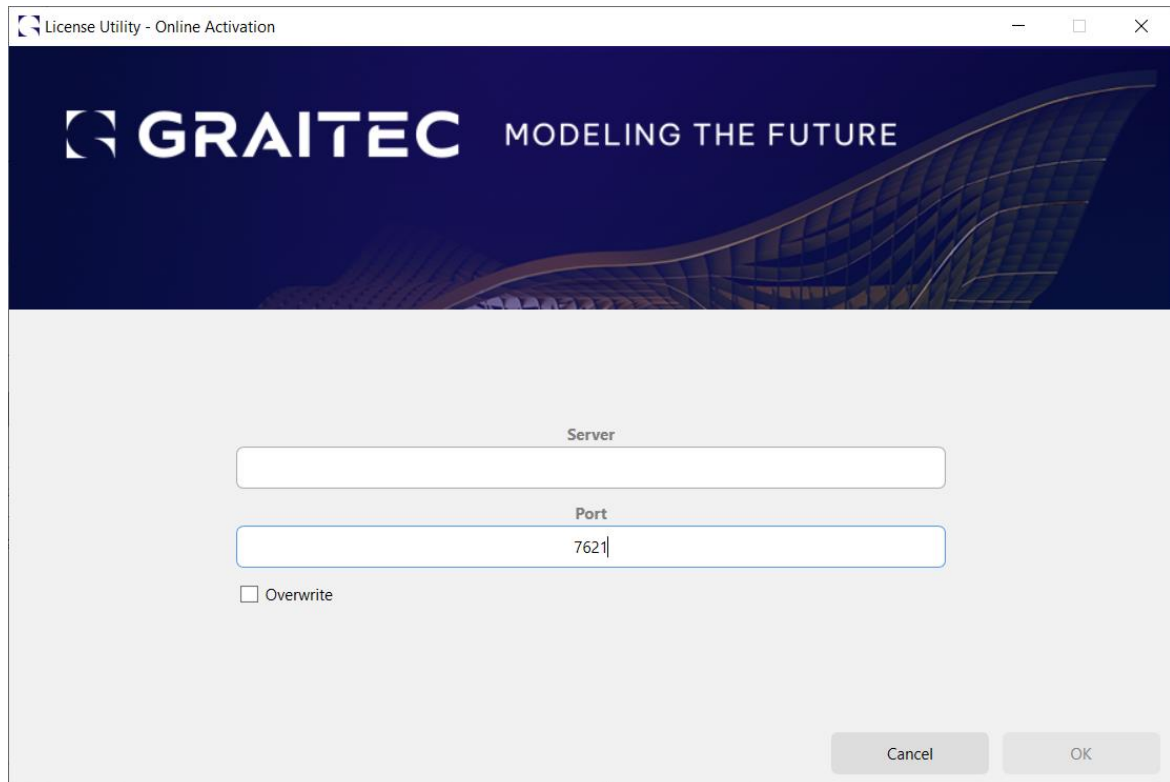 License Utility - Online Activation
GRAITEC MODELING THE FUTURE
Server
Port
7621
Overwrite
Cancel OK